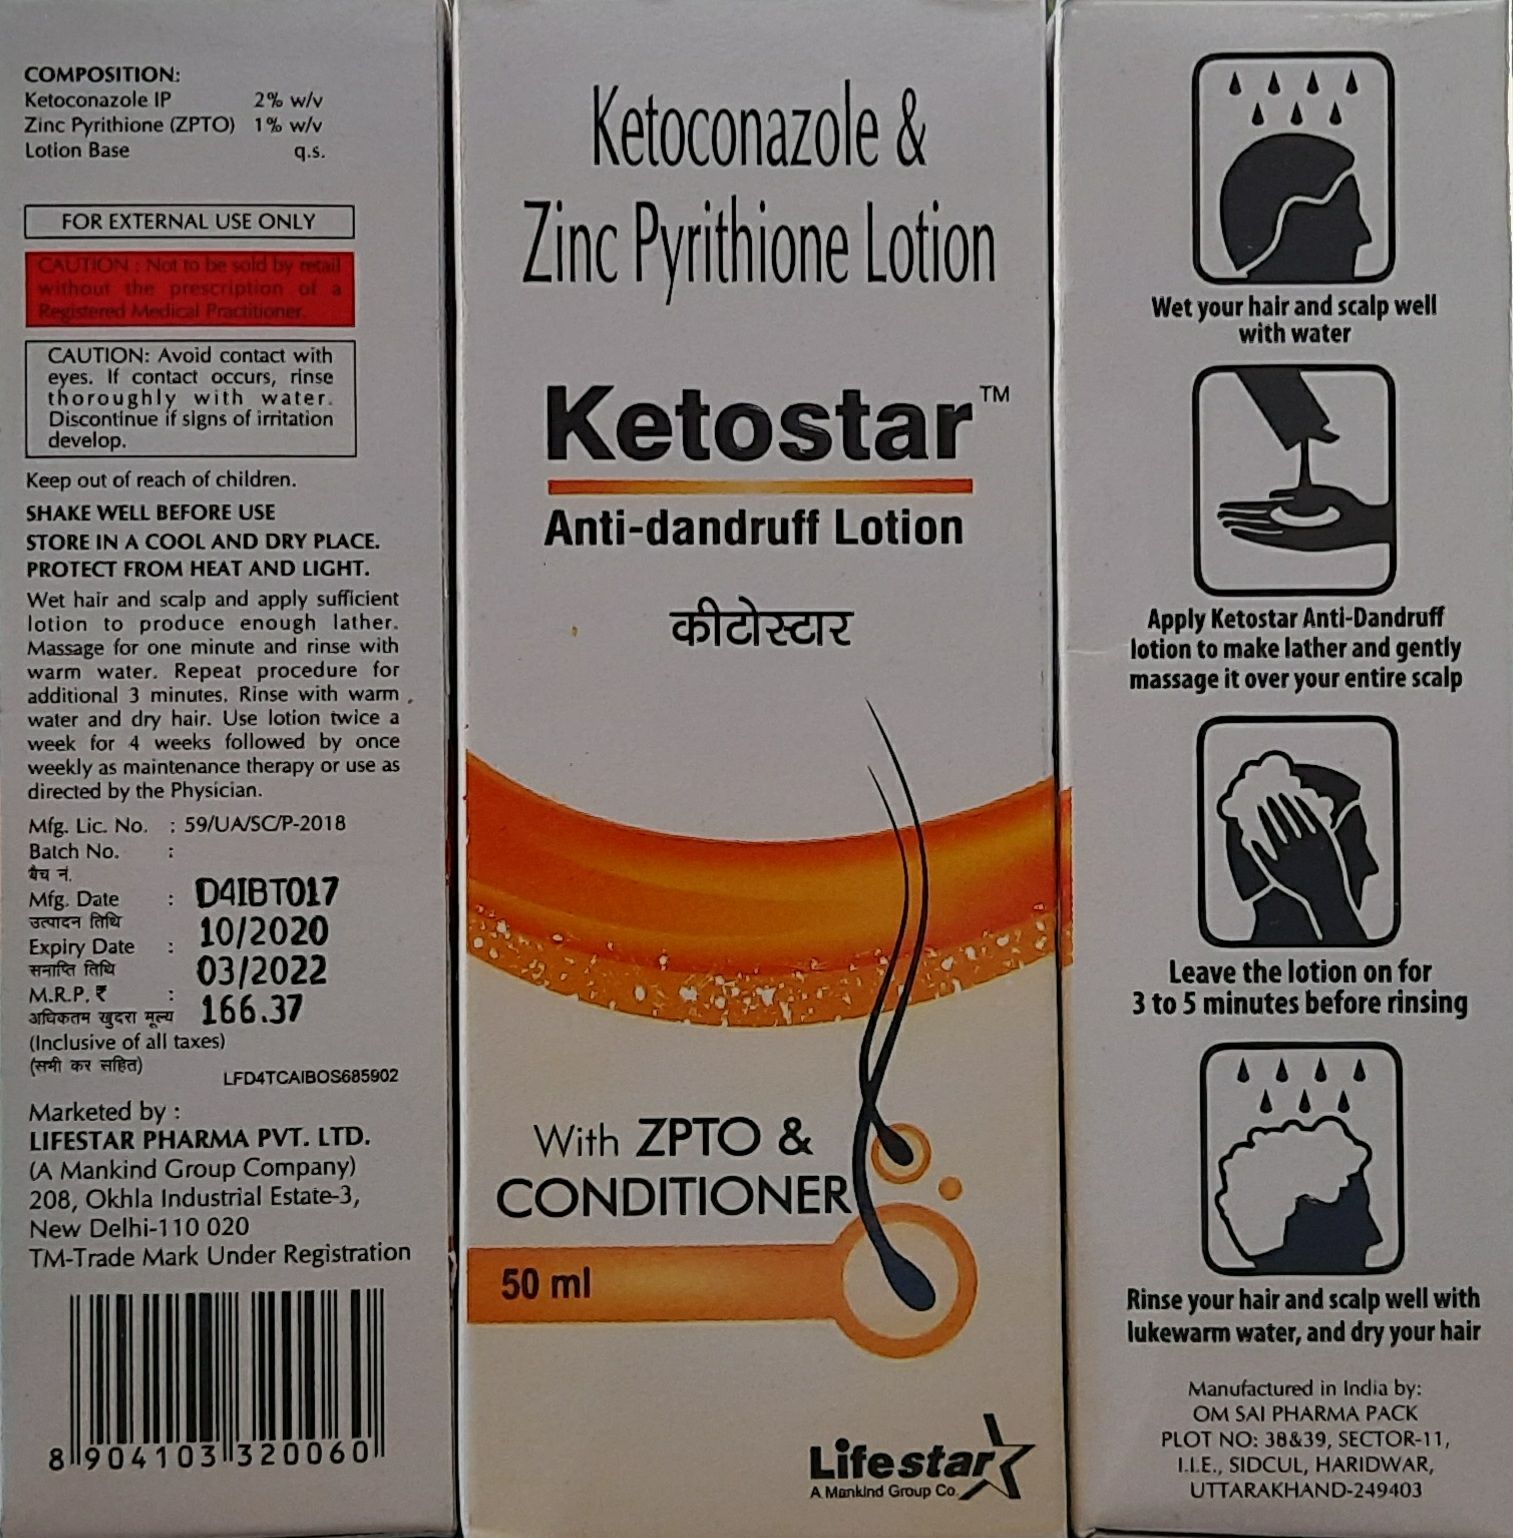 COMPOSITION:
Ketoconazole IP 2% w/v
Zinc Pyrithione (ZPTO) 1% w/v
Lotion Base q.s.
FOR EXTERNAL USE ONLY
CAUTION : Not to be sold by retail
without the prescription of a
Registered Medical Practitioner.
CAUTION: Avoid contact with
eyes. If contact occurs, rinse
thoroughly with water.
Discontinue if signs of irritation
develop.
Keep out of reach of children.
SHAKE WELL BEFORE USE
STORE IN A COOL AND DRY PLACE.
PROTECT FROM HEAT AND LIGHT.
Wet hair and scalp and apply sufficient
lotion to produce enough lather.
Massage for one minute and rinse with
warm water. Repeat procedure for
additional 3 minutes. Rinse with warm
water and dry hair. Use lotion twice a
week for 4 weeks followed by once
weekly as maintenance therapy or use as
directed by the Physician.
Mfg. Lic. No. : 59/UA/SC/P-2018
Batch No. :
बैच नं.
Mfg. Date : D4IBT017
उत्पादन तिथि 10/2020
Expiry Date :
समाप्ति तिथि 03/2022
M.R.P. ₹ :
अधिकतम खुदरा मूल्य 166.37
(Inclusive of all taxes)
(सभी कर सहित)
LFD4TCAIBOS685902
Marketed by :
LIFESTAR PHARMA PVT. LTD.
(A Mankind Group Company)
208, Okhla Industrial Estate-3,
New Delhi-110 020
TM-Trade Mark Under Registration
8 904103 320060
Ketoconazole &
Zinc Pyrithione Lotion
Ketostar™
Anti-dandruff Lotion
कीटोस्टार
With ZPTO &
CONDITIONER
50 ml
Lifestar
A Mankind Group Co.
Wet your hair and scalp well
with water
Apply Ketostar Anti-Dandruff
lotion to make lather and gently
massage it over your entire scalp
Leave the lotion on for
3 to 5 minutes before rinsing
Rinse your hair and scalp well with
lukewarm water, and dry your hair
Manufactured in India by:
OM SAI PHARMA PACK
PLOT NO: 38&39, SECTOR-11,
I.I.E., SIDCUL, HARIDWAR,
UTTARAKHAND-249403